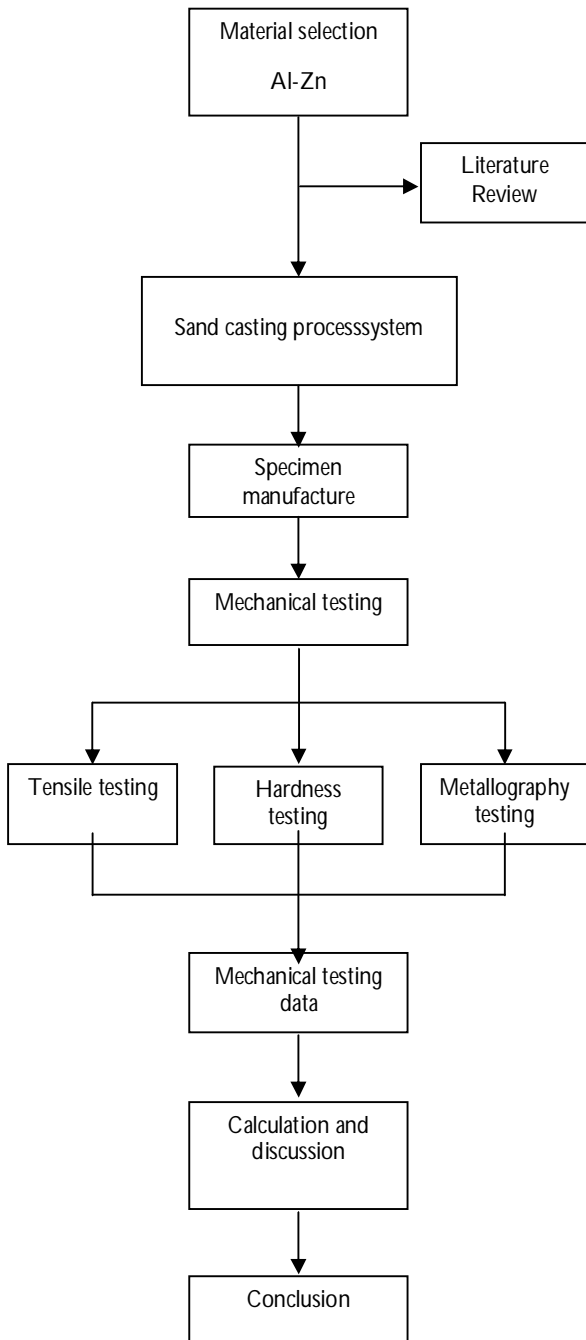 Material selection
Al-Zn
Literature
Review
Sand casting processsystem
Specimen
manufacture
Mechanical testing
Tensile testing
Hardness
testing
Metallography
testing
Mechanical testing
data
Calculation and
discussion
Conclusion